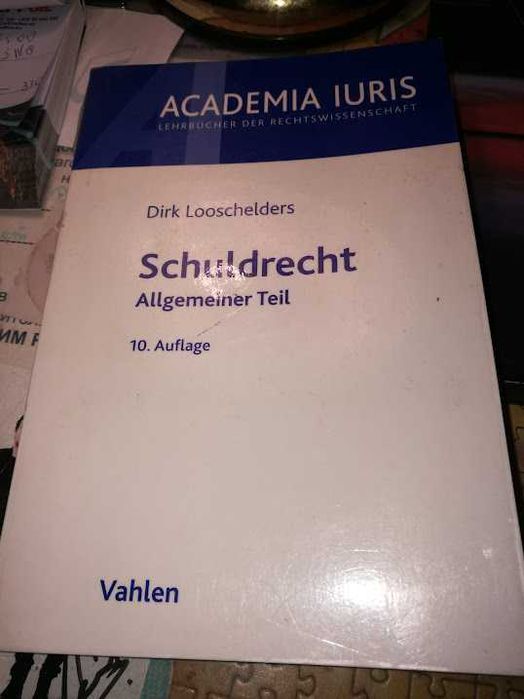 ACADEMIA IURIS
LEHRBÜCHER DER RECHTSWISSENSCHAFT
Dirk Looschelders
Schuldrecht
Allgemeiner Teil
10. Auflage
Vahlen